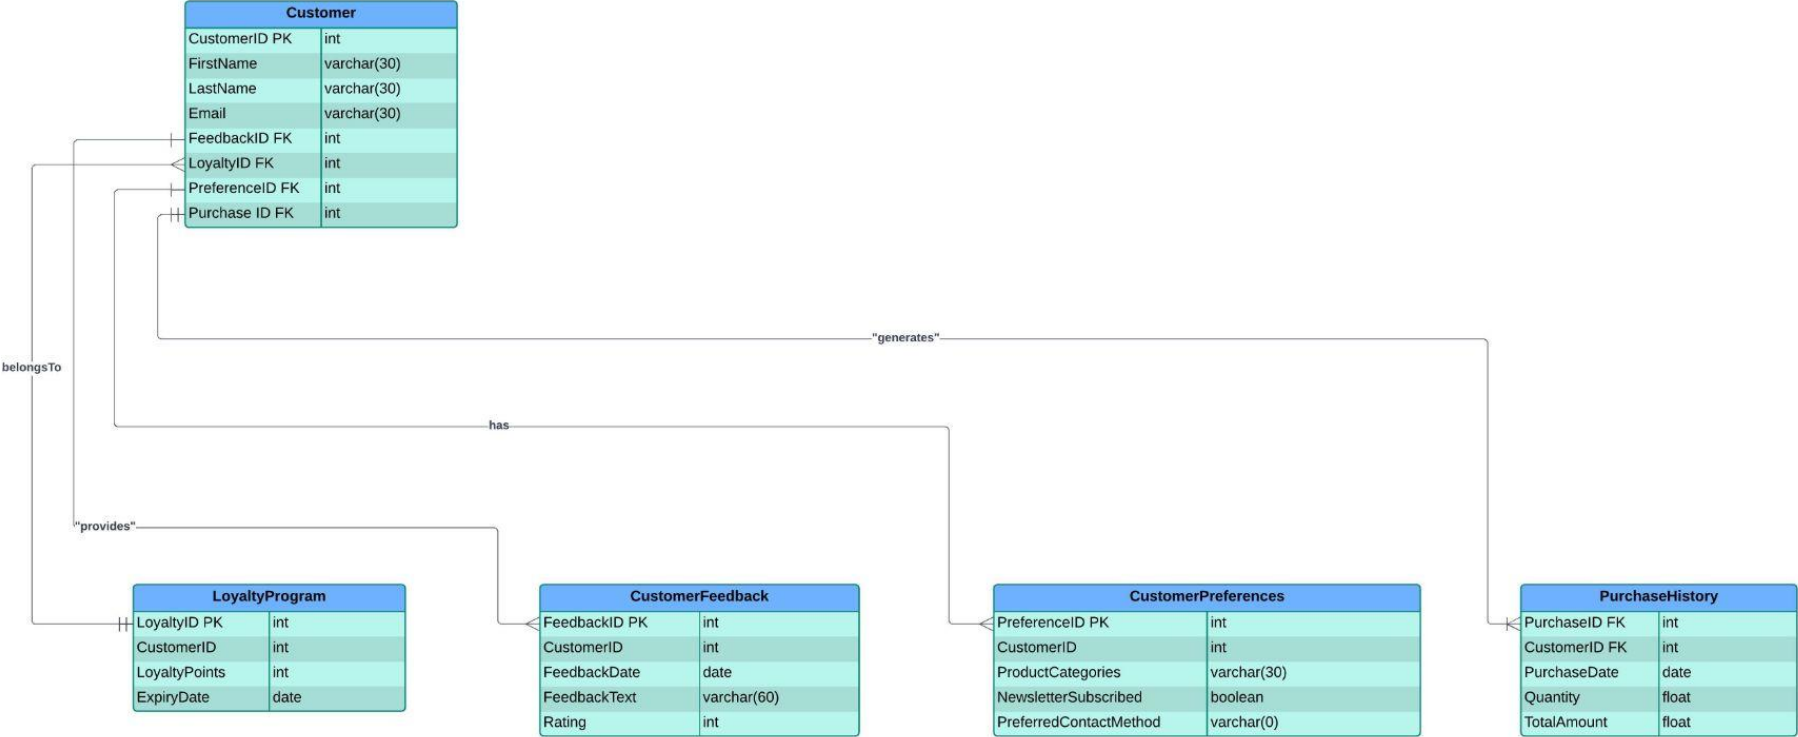 Customer
CustomerID PK int
FirstName varchar(30)
LastName varchar(30)
Email varchar(30)
FeedbackID FK int
LoyaltyID FK int
PreferenceID FK int
Purchase ID FK int
"generates"
belongsTo
has
"provides"
LoyaltyProgram
LoyaltyID PK int
CustomerID int
LoyaltyPoints int
ExpiryDate date
CustomerFeedback
FeedbackID PK int
CustomerID int
FeedbackDate date
FeedbackText varchar(60)
Rating int
CustomerPreferences
PreferenceID PK int
CustomerID int
ProductCategories varchar(30)
NewsletterSubscribed boolean
PreferredContactMethod varchar(0)
PurchaseHistory
PurchaseID FK int
CustomerID FK int
PurchaseDate date
Quantity float
TotalAmount float